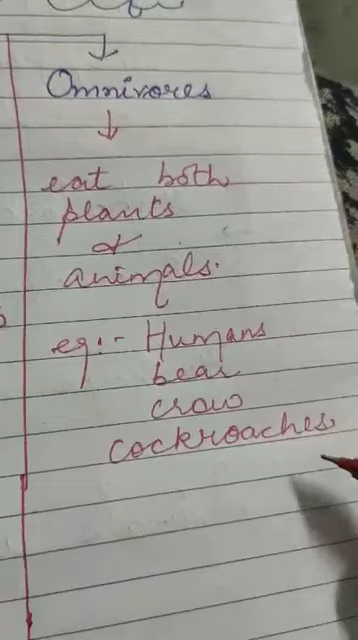 Omnivores
eat both
plants
&
animals.
eg:- Humans
bear
crow
cockroaches.